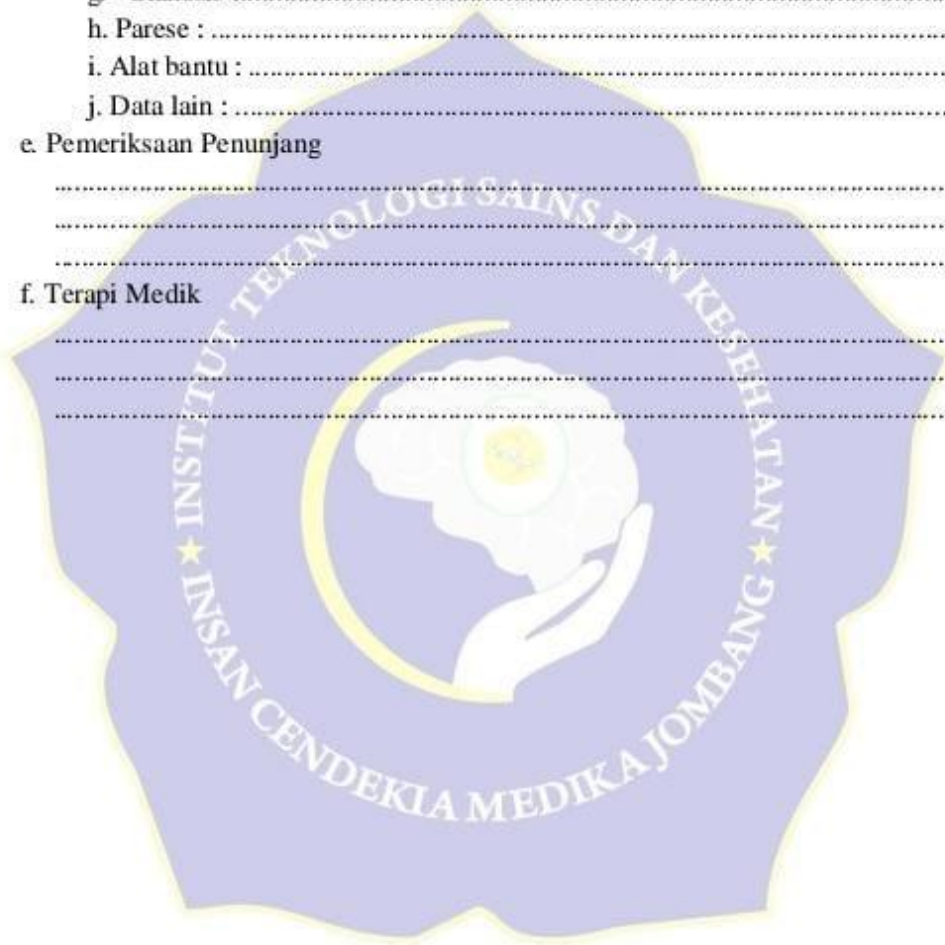 h. Parese : ........................................................................................................
i. Alat bantu : ........................................................................................................
j. Data lain : ........................................................................................................
e. Pemeriksaan Penunjang
........................................................................................................
........................................................................................................
........................................................................................................
f. Terapi Medik
........................................................................................................
........................................................................................................
........................................................................................................
INSTITUT TEKNOLOGI SAINS DAN KESEHATAN
INSAN CENDEKIA MEDIKA JOMBANG